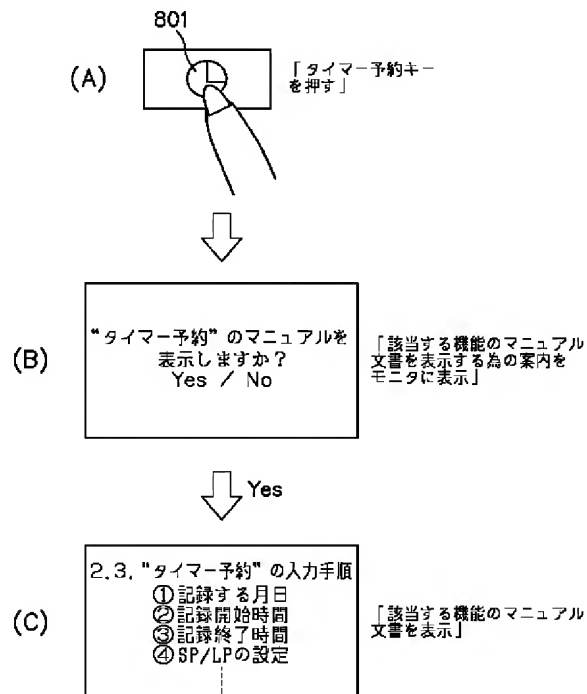 801
(A)
「タイマー予約キー
を押す」
(B)
“タイマー予約” のマニュアルを
表示しますか？
Yes / No
「該当する機能のマニュアル
文書を表示する為の案内を
モニタに表示」
Yes
(C)
2.3. “タイマー予約” の入力手順
①記録する月日
②記録開始時間
③記録終了時間
④SP/LPの設定
「該当する機能のマニュアル
文書を表示」